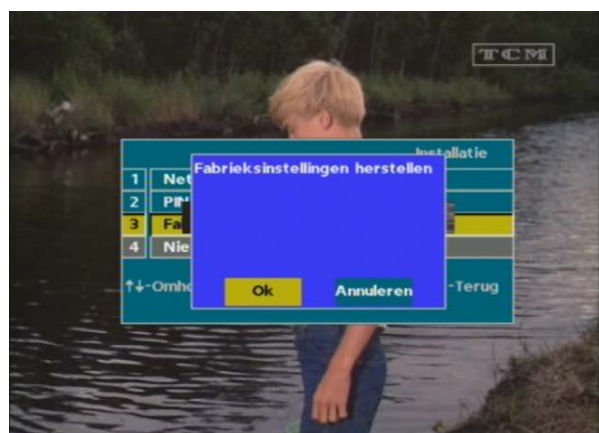 TCM
Installatie
Fabrieksinstellingen herstellen
1 Net
2 PIN
3 Fa
4 Nie
↑↓-Omho
-Terug
Ok
Annuleren